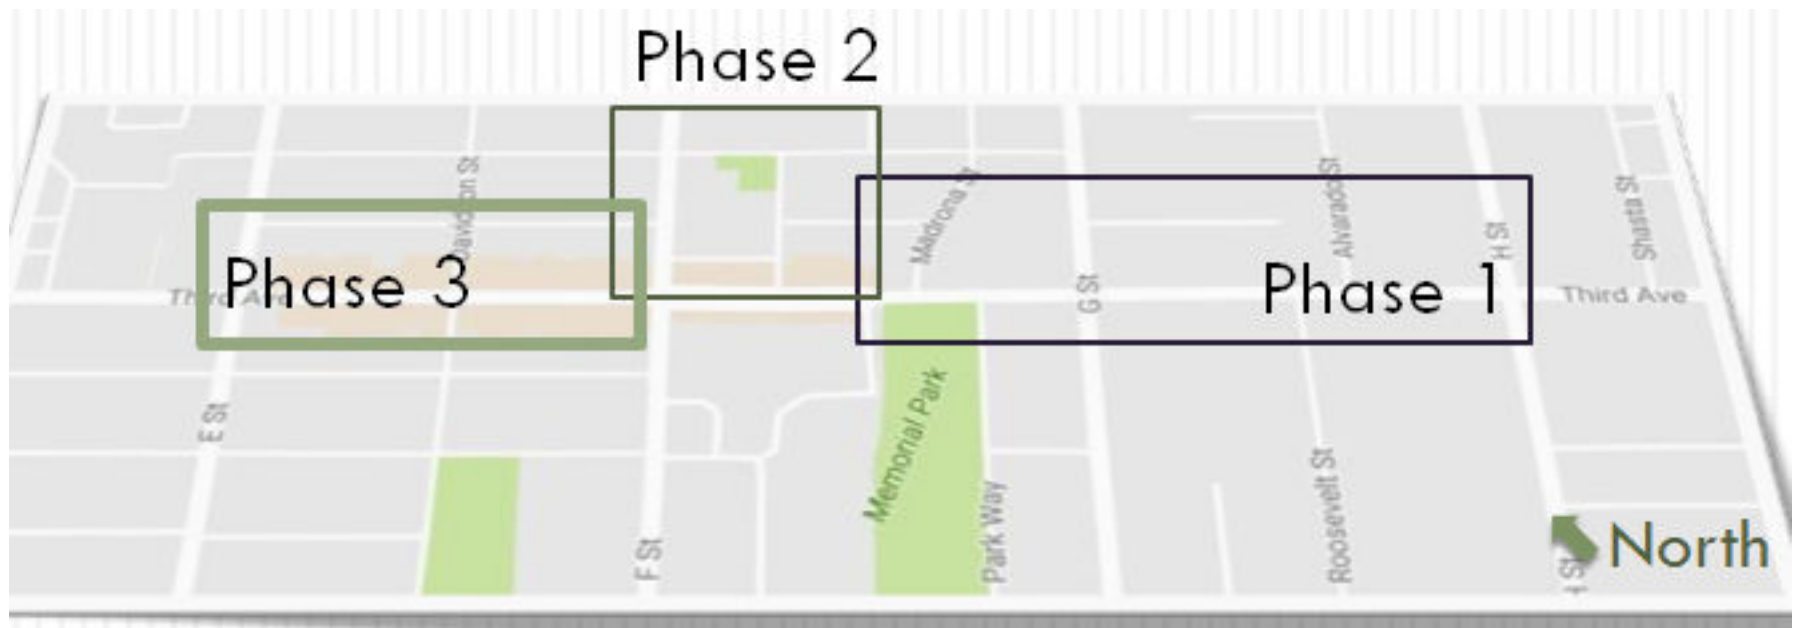 Phase 2
Davidson St
Madrona St
Alvarado St
H St
Shasta St
Phase 3
Third Ave
G St
Phase 1
Third Ave
E St
Memorial Park
F St
Park Way
Roosevelt St
North